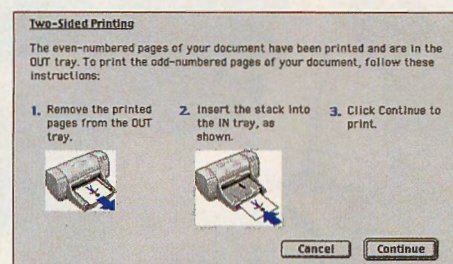 Two-Sided Printing
The even-numbered pages of your document have been printed and are in the
OUT tray. To print the odd-numbered pages of your document, follow these
instructions:
1. Remove the printed
pages from the OUT
tray.
2. Insert the stack into
the IN tray, as
shown.
3. Click Continue to
print.
Cancel
Continue